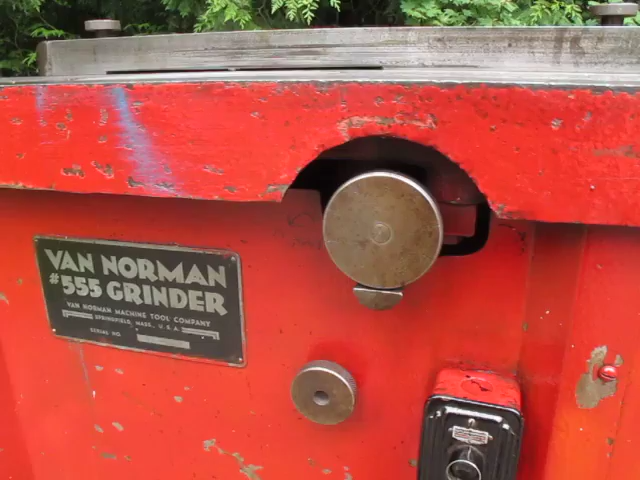 VAN NORMAN
#555 GRINDER
VAN NORMAN MACHINE TOOL COMPANY
SPRINGFIELD, MASS., U.S.A.
SERIAL NO.